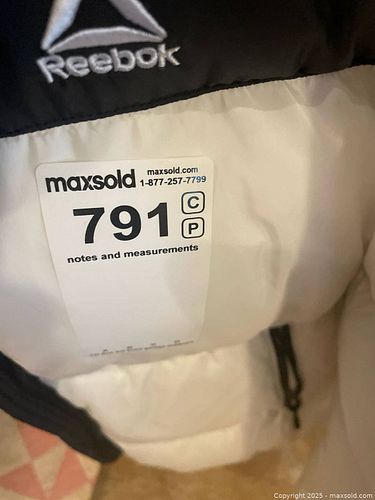 Reebok
maxsold
maxsold.com
1-877-257-7799
791
C
P
notes and measurements
Copyright 2025 - maxsold.com